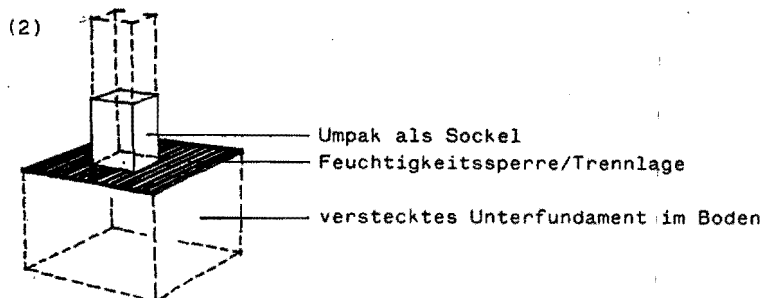 (2)
Umpak als Sockel
Feuchtigkeitssperre/Trennlage
verstecktes Unterfundament im Boden